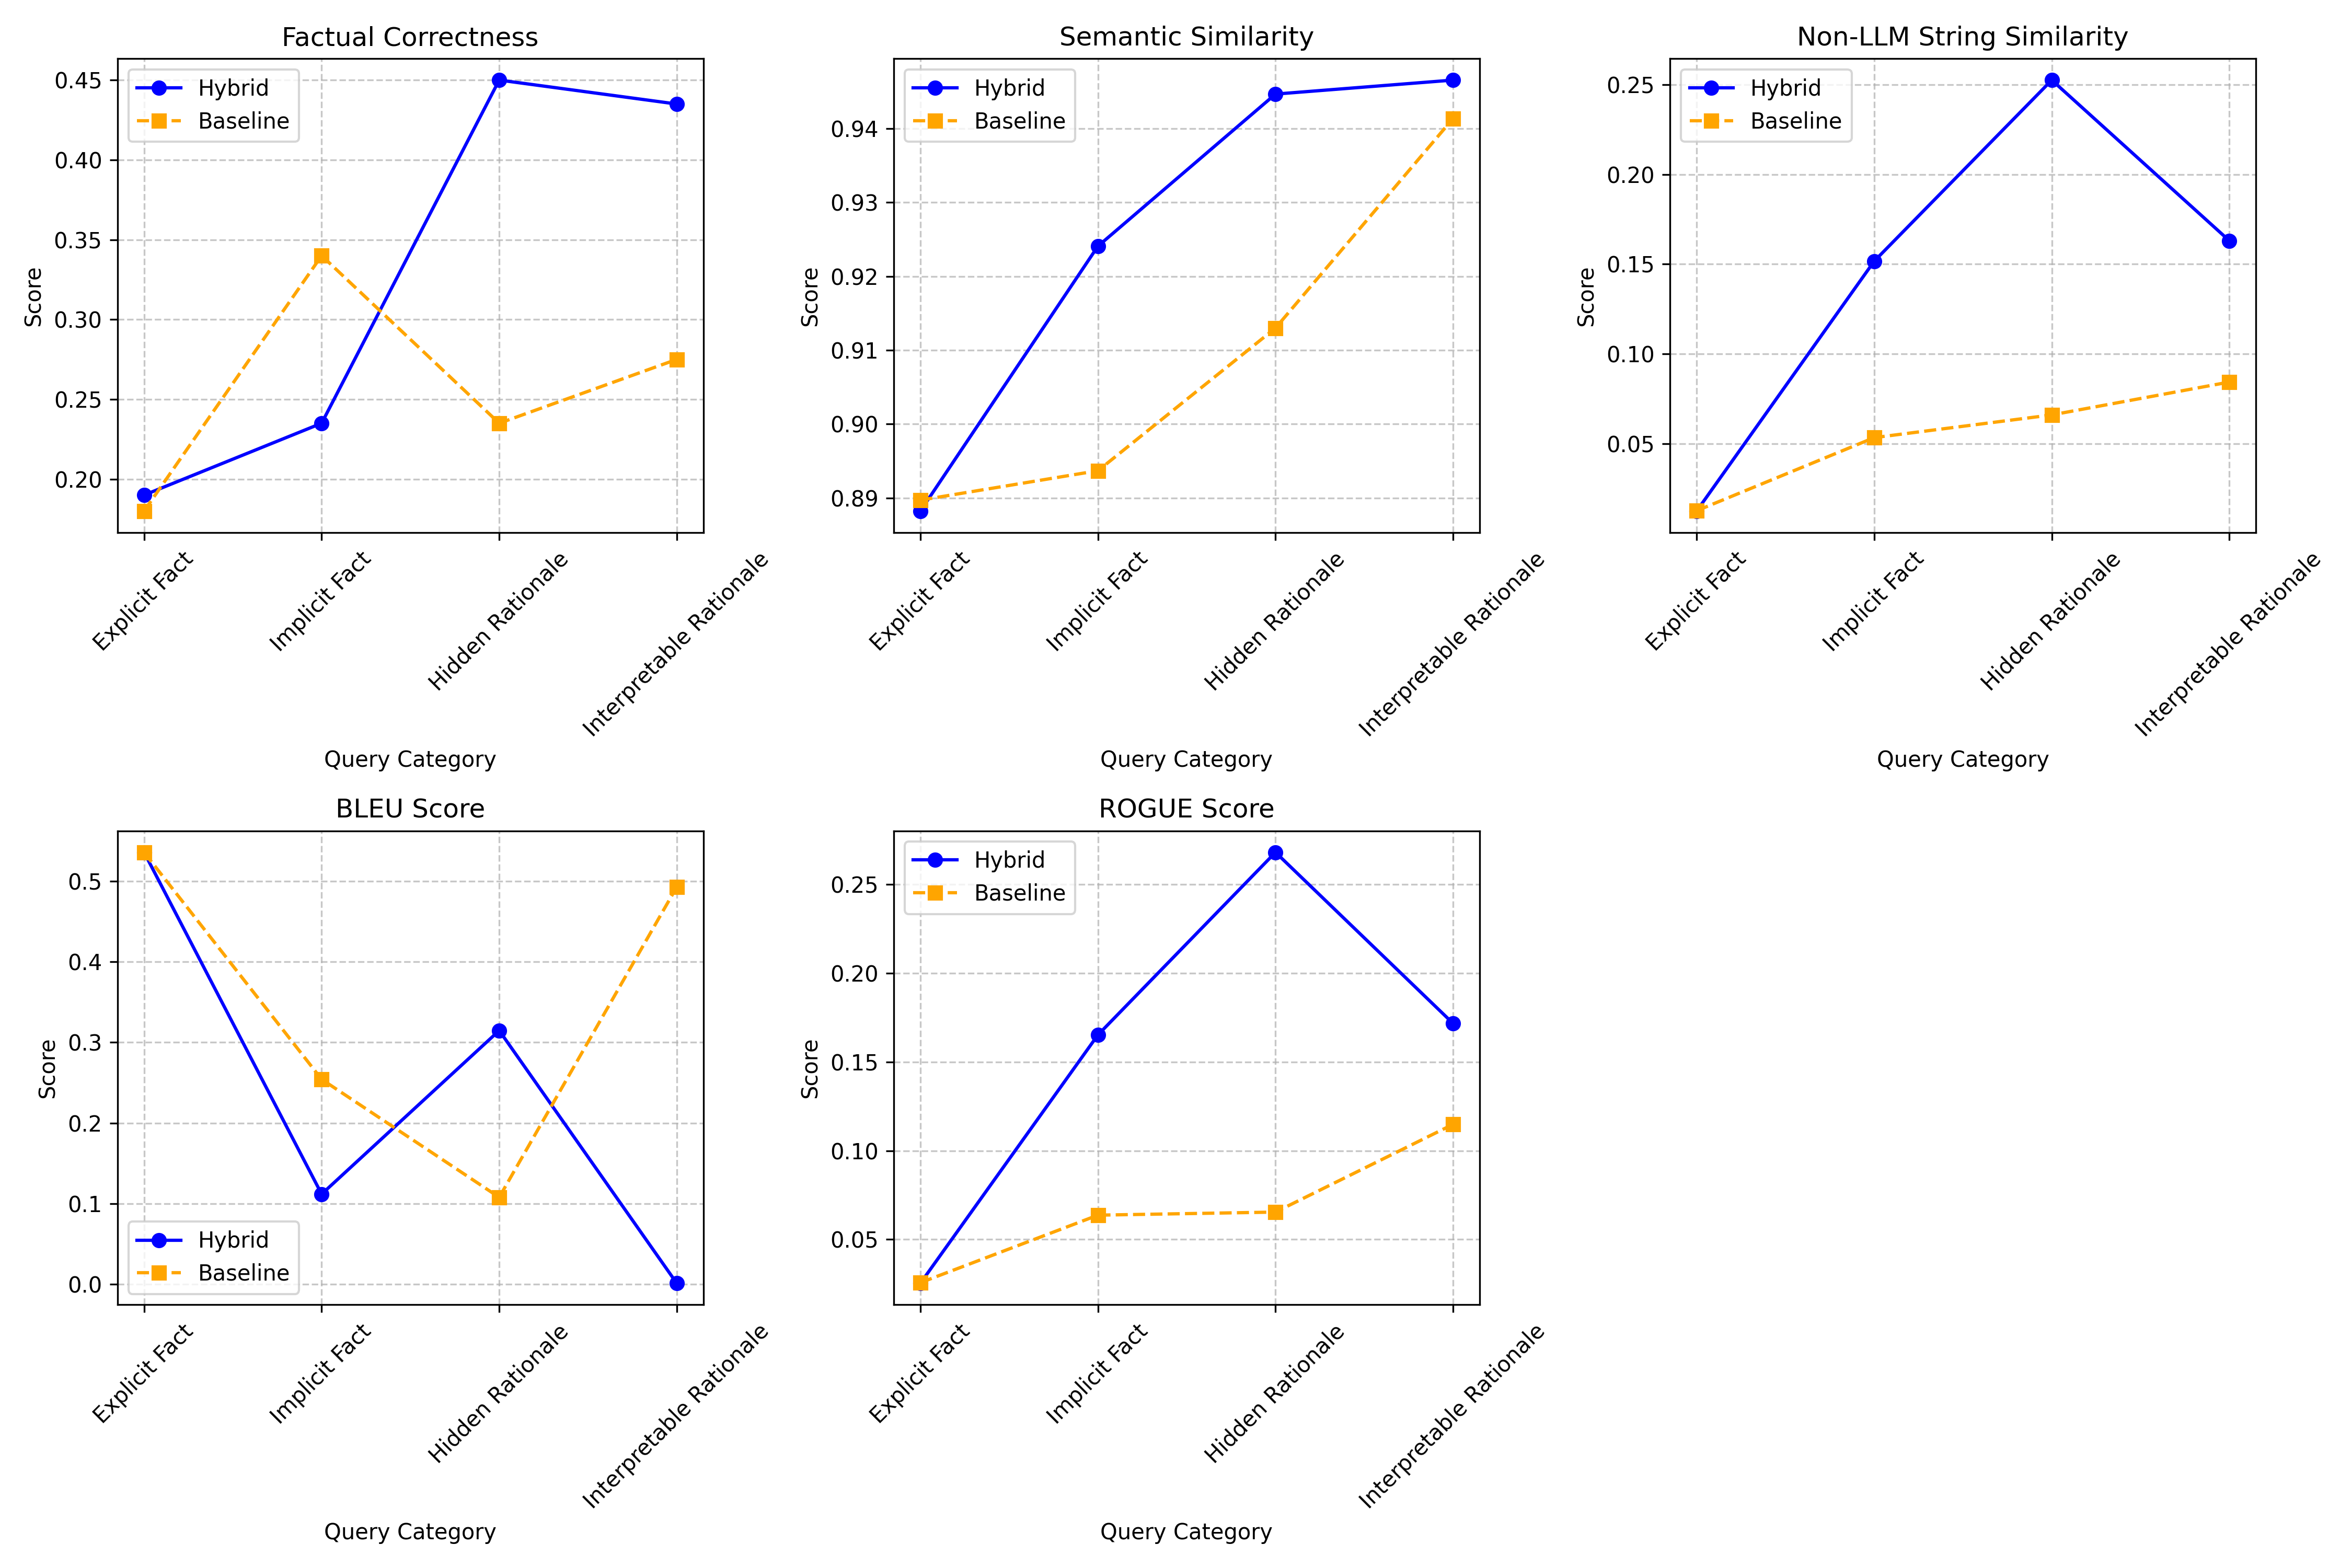 Factual Correctness
Hybrid
Baseline
0.45
0.40
0.35
0.30
0.25
0.20
Score
Explicit Fact
Implicit Fact
Hidden Rationale
Interpretable Rationale
Query Category
Semantic Similarity
Hybrid
Baseline
0.94
0.93
0.92
0.91
0.90
0.89
Score
Explicit Fact
Implicit Fact
Hidden Rationale
Interpretable Rationale
Query Category
Non-LLM String Similarity
Hybrid
Baseline
0.25
0.20
0.15
0.10
0.05
Score
Explicit Fact
Implicit Fact
Hidden Rationale
Interpretable Rationale
Query Category
BLEU Score
0.5
0.4
0.3
0.2
0.1
0.0
Score
Hybrid
Baseline
Explicit Fact
Implicit Fact
Hidden Rationale
Interpretable Rationale
Query Category
ROGUE Score
Hybrid
Baseline
0.25
0.20
0.15
0.10
0.05
Score
Explicit Fact
Implicit Fact
Hidden Rationale
Interpretable Rationale
Query Category